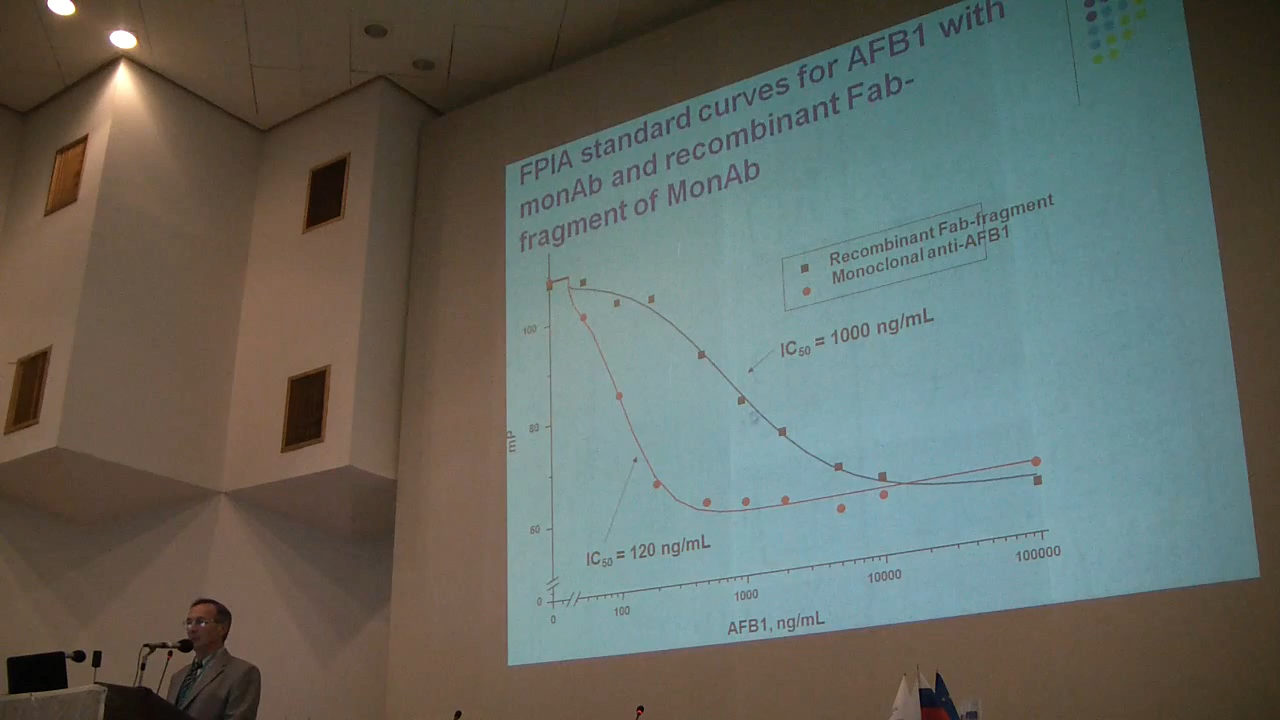 FPIA standard curves for AFB1 with
monAb and recombinant Fab-
fragment of MonAb
Recombinant Fab-fragment
Monoclonal anti-AFB1
IC50 = 1000 ng/mL
IC50 = 120 ng/mL
mP
100
80
60
0
0
100
1000
10000
100000
AFB1, ng/mL